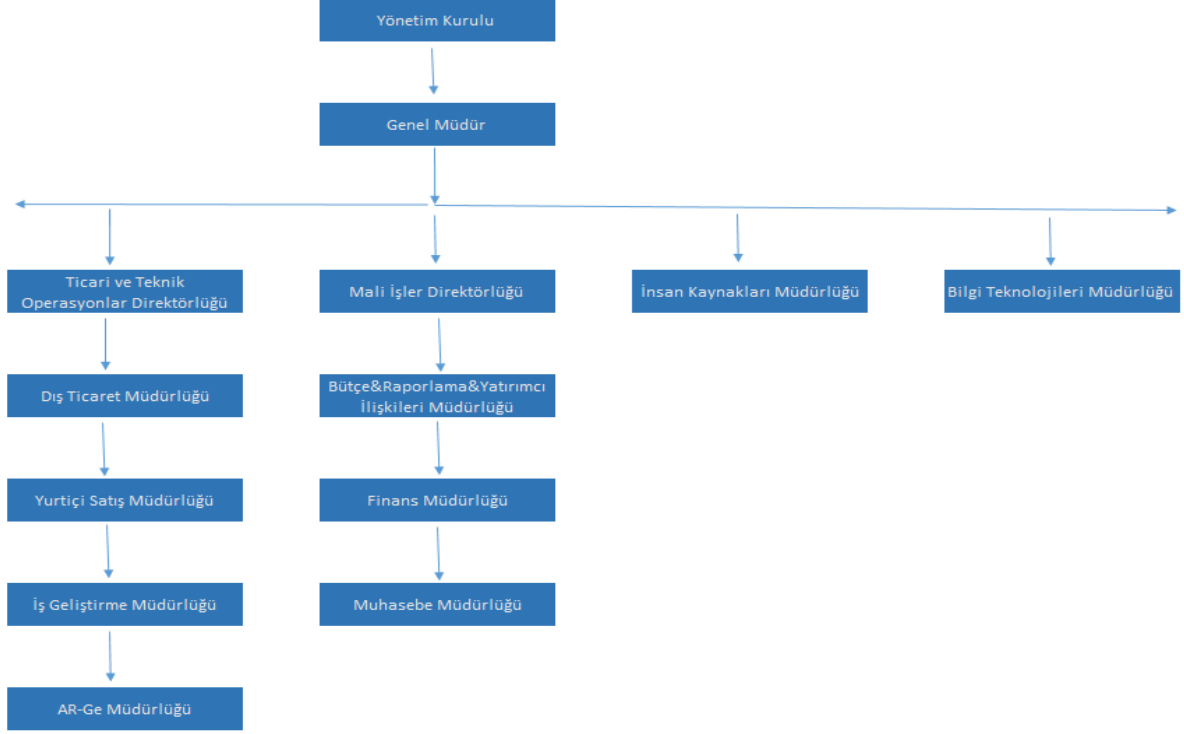 Yönetim Kurulu
Genel Müdür
Ticari ve Teknik
Operasyonlar Direktörlüğü
Mali İşler Direktörlüğü
İnsan Kaynakları Müdürlüğü
Bilgi Teknolojileri Müdürlüğü
Dış Ticaret Müdürlüğü
Bütçe&Raporlama&Yatırımcı
İlişkileri Müdürlüğü
Yurtiçi Satış Müdürlüğü
Finans Müdürlüğü
İş Geliştirme Müdürlüğü
Muhasebe Müdürlüğü
AR-Ge Müdürlüğü